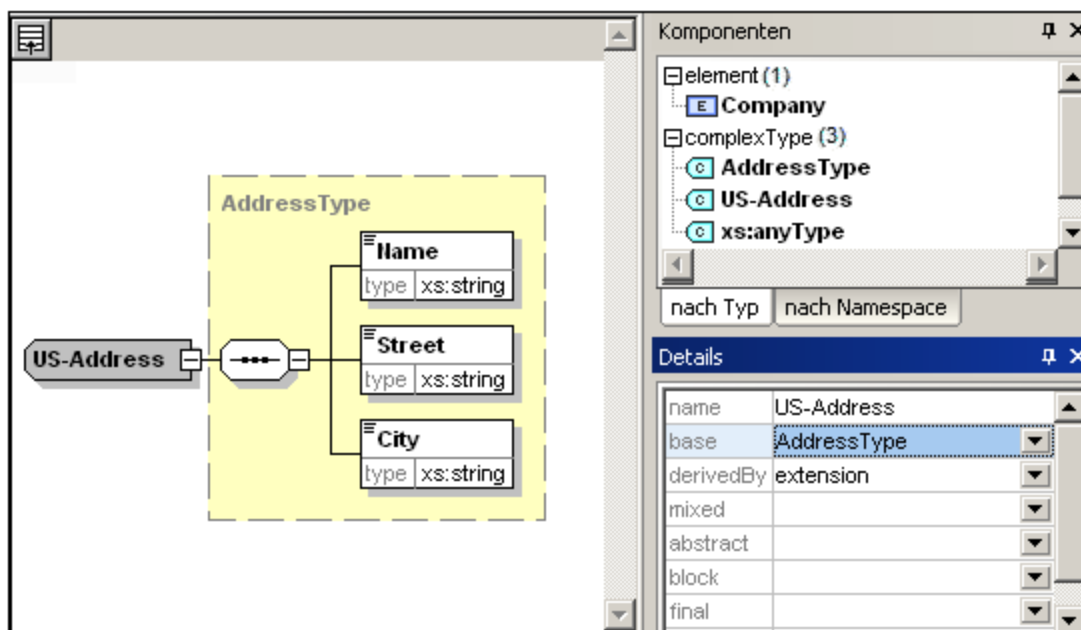 AddressType
Name
type xs:string
Street
type xs:string
City
type xs:string
US-Address
Komponenten
element (1)
E Company
complexType (3)
C AddressType
C US-Address
C xs:anyType
nach Typ nach Namespace
Details
name US-Address
base AddressType
derivedBy extension
mixed
abstract
block
final